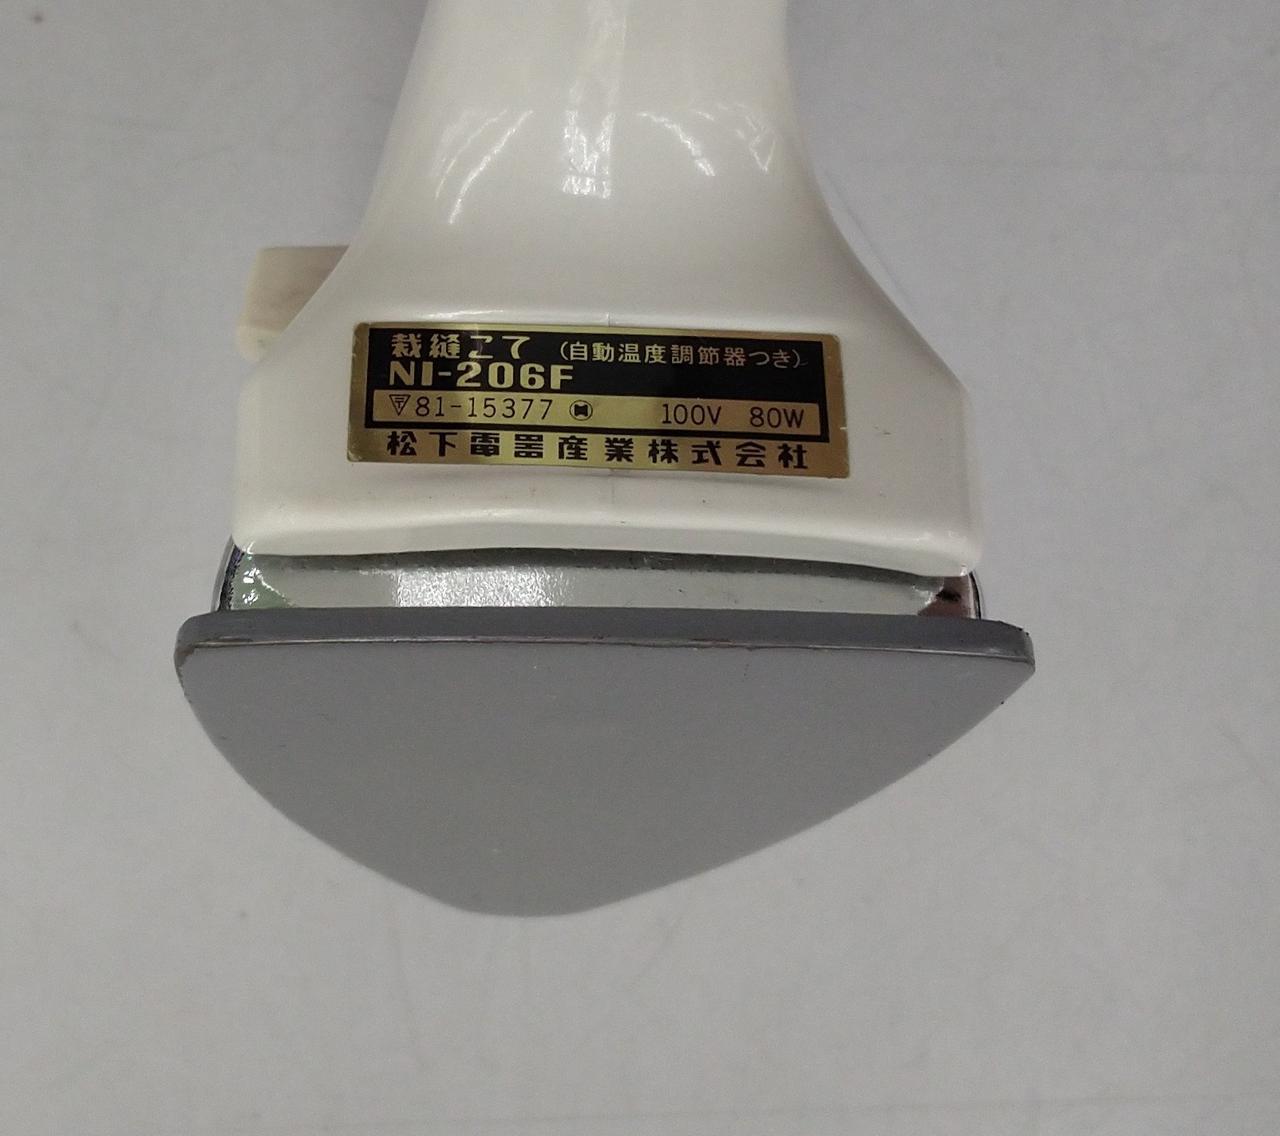 裁縫こて （自動温度調節器つき）
NI-206F
〒81-15377 100V 80W
松下電器産業株式会社